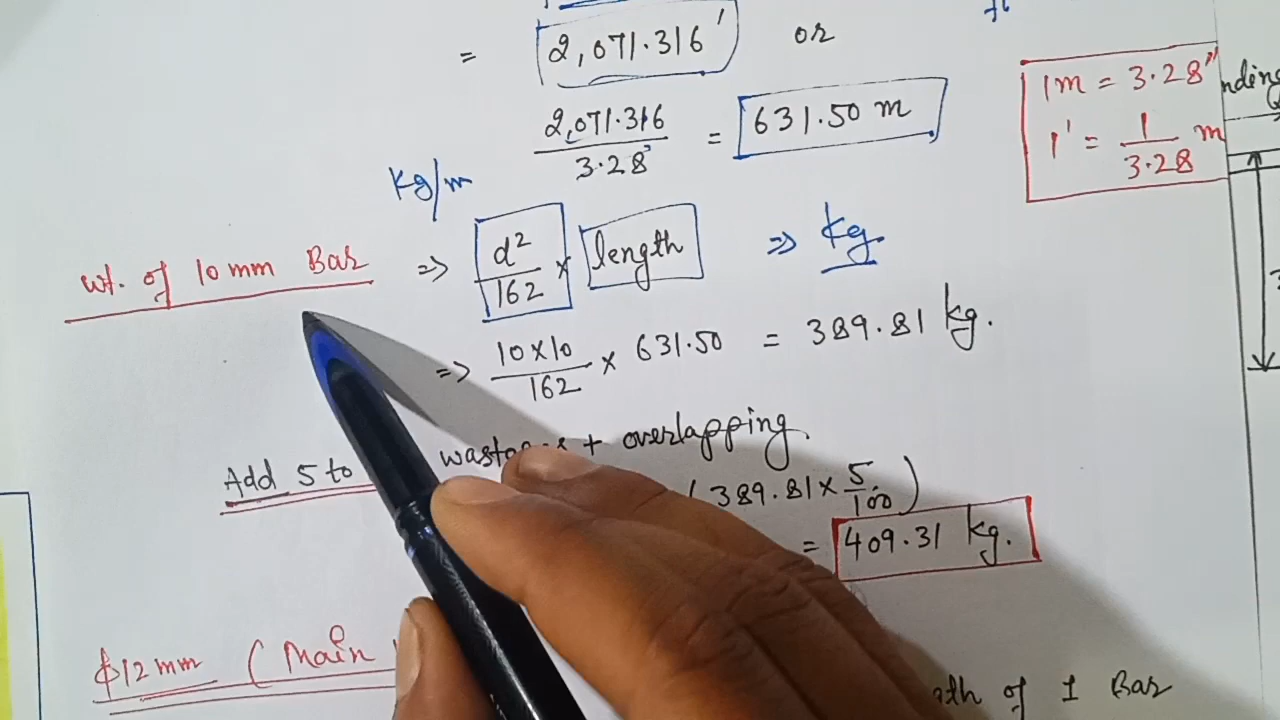 = 2,071.316' or
2,071.316 / 3.28' = 631.50 m
1m = 3.28"
1' = 1/3.28 m
Kg/m
wt. of 10 mm Bar => d²/162 × length => kg.
=> 10×10/162 × 631.50 = 389.81 kg.
Add 5 to + overlapping.
(389.81 × 5/100)
= 409.31 kg.
ϕ12 mm (Main
of 1 Bar